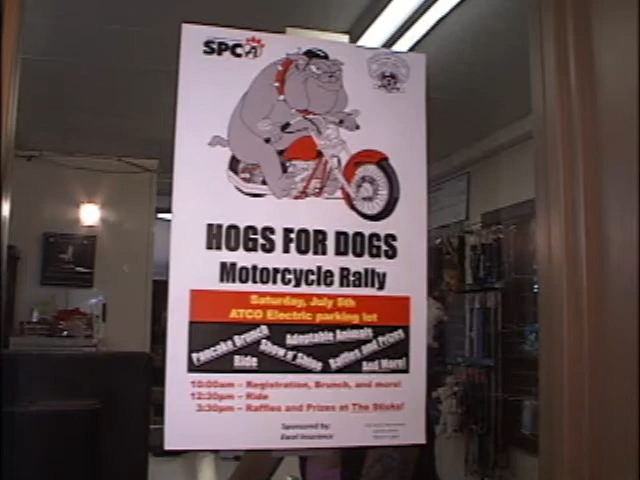 SPCA
HOGS FOR DOGS
Motorcycle Rally
Saturday, July 5th
ATCO Electric parking lot
Pancake Brunch
Adoptable Animals
Ride
Show n' Shine
Raffles and Prizes
And More!
10:00am – Registration, Brunch, and more!
12:30pm – Ride
3:30pm – Raffles and Prizes at The Sticks!
Sponsored by:
Excel Insurance